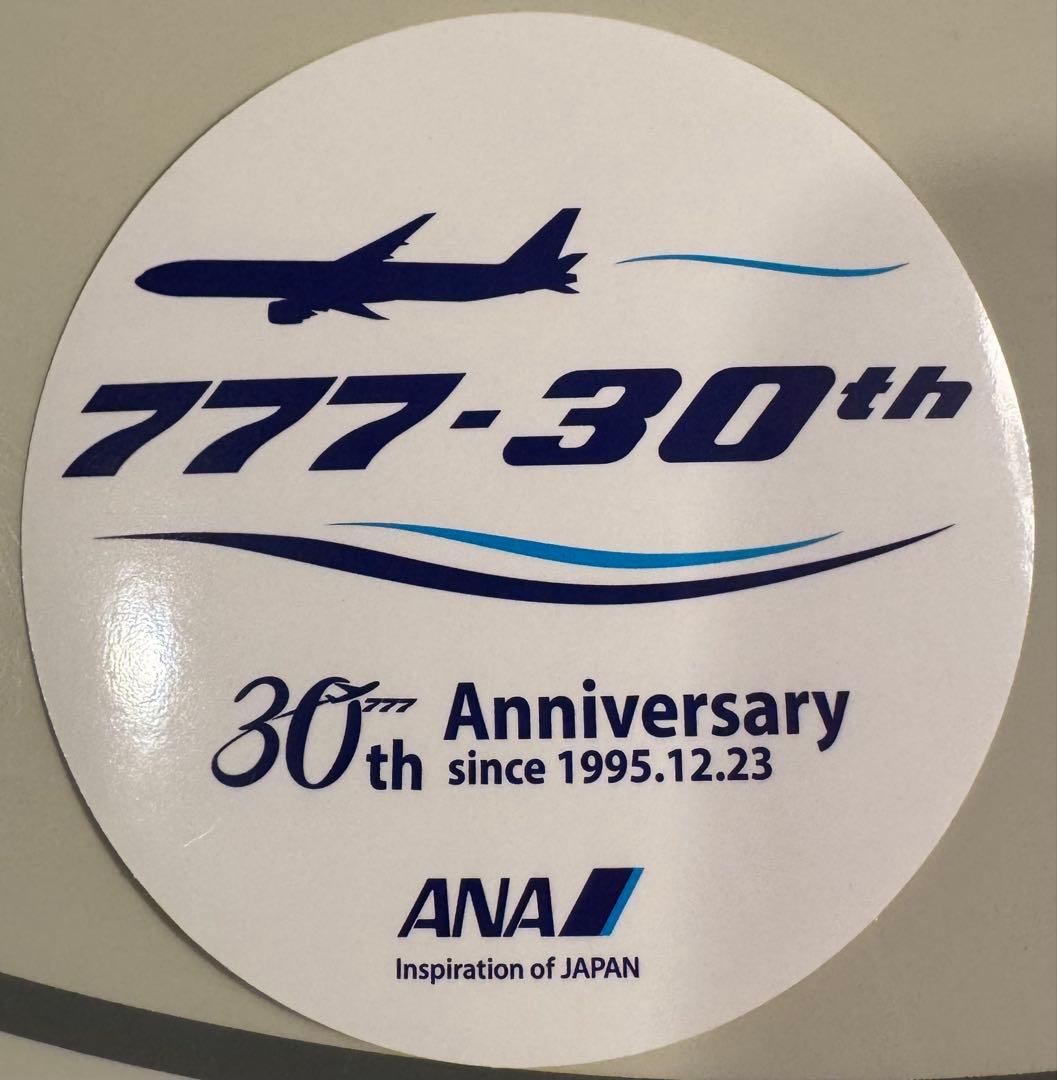 777-30th
30th 777 Anniversary
since 1995.12.23
ANA
Inspiration of JAPAN